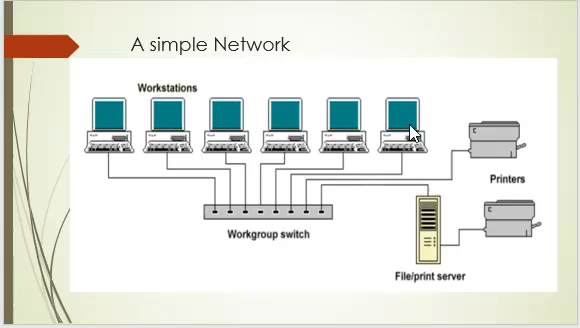 A simple Network
Workstations
Printers
Workgroup switch
File/print server